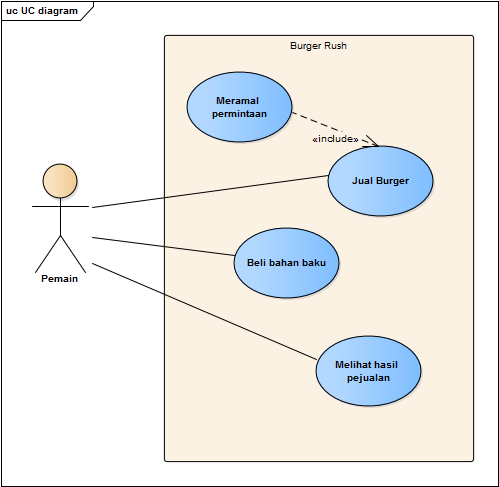 uc UC diagram
Burger Rush
Meramal
permintaan
«include»
Jual Burger
Beli bahan baku
Pemain
Melihat hasil
pejualan